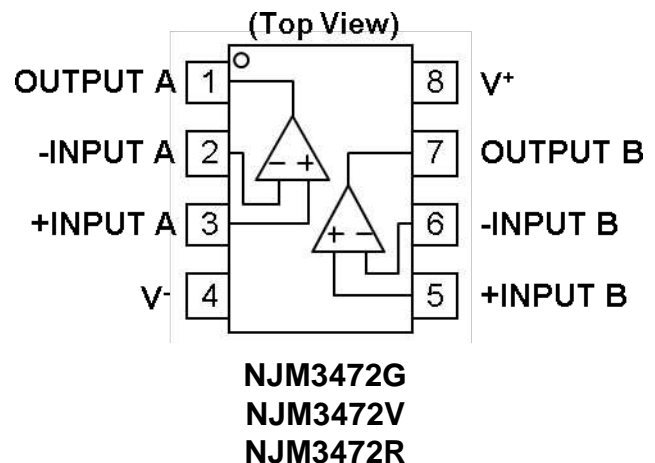 (Top View)
OUTPUT A 1
8 V+
-INPUT A 2
7 OUTPUT B
- +
+INPUT A 3
6 -INPUT B
+ -
V- 4
5 +INPUT B
NJM3472G
NJM3472V
NJM3472R